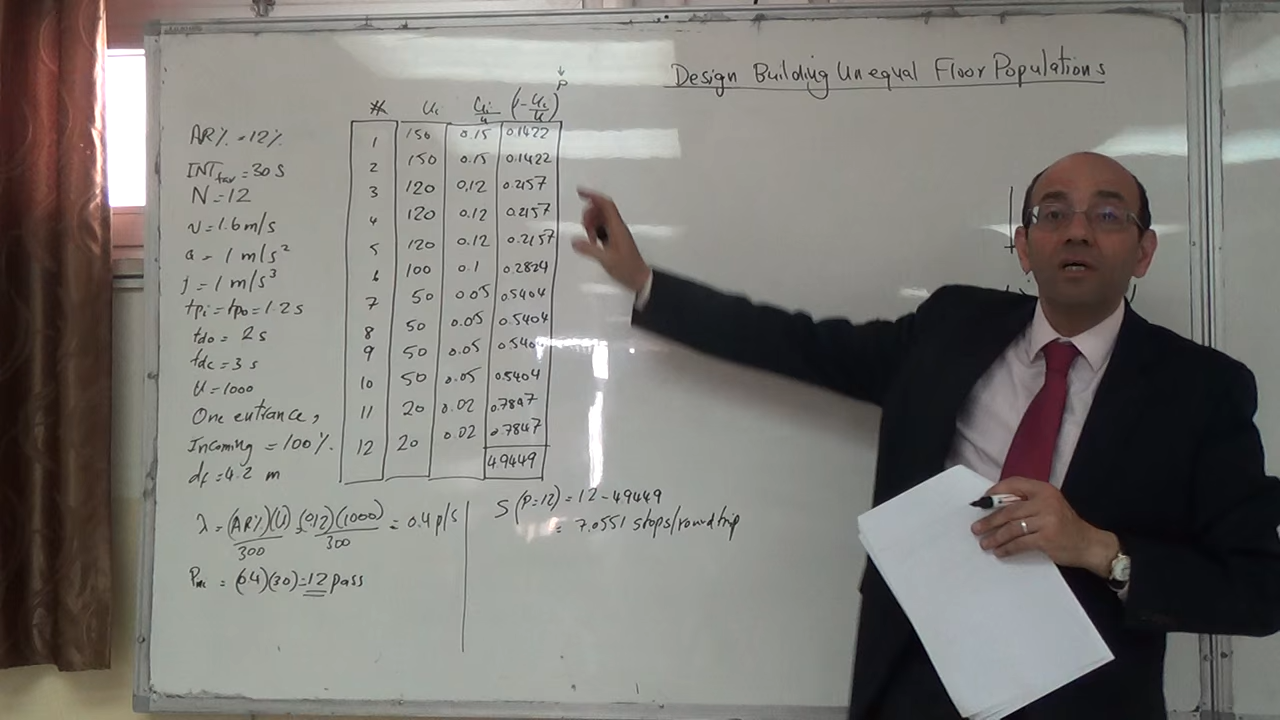 Design Building Unequal Floor Populations
AR% = 12%
INTtar = 30 s
N = 12
v = 1.6 m/s
a = 1 m/s²
j = 1 m/s³
tpi = tpo = 1.2 s
tdo = 2 s
tdc = 3 s
U = 1000
One entrance,
Incoming = 100%.
df = 4.2 m
↓
# Ui Ui/U (1-Ui/U)^P
1 150 0.15 0.1422
2 150 0.15 0.1422
3 120 0.12 0.2157
4 120 0.12 0.2157
5 120 0.12 0.2157
6 100 0.1 0.2824
7 50 0.05 0.5404
8 50 0.05 0.5404
9 50 0.05 0.5404
10 50 0.05 0.5404
11 20 0.02 0.7847
12 20 0.02 0.7847
4.9449
λ = (AR%)(U)/300 = (0.12)(1000)/300 = 0.4 p/s
= (0.4)(30) = 12 pass
S(P=12) = 12 - 4.9449
= 7.0551 stops/round trip